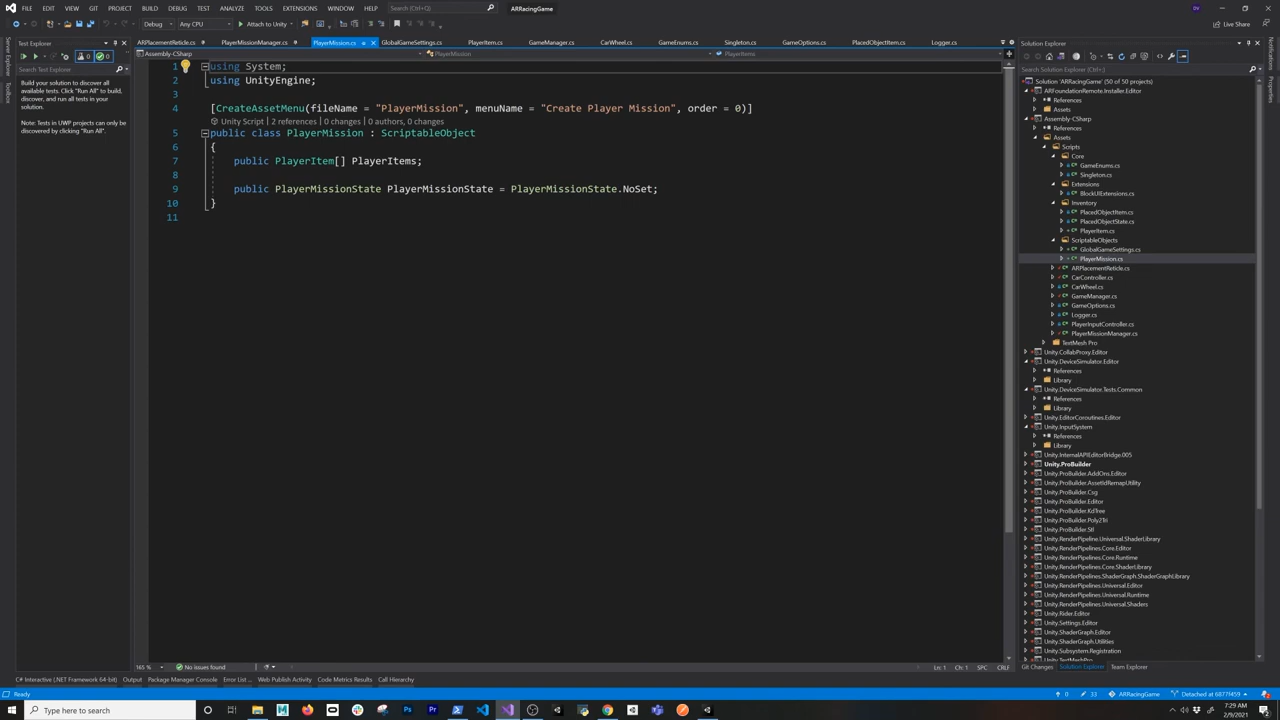 FILE EDIT VIEW GIT PROJECT BUILD DEBUG TEST ANALYZE TOOLS EXTENSIONS WINDOW HELP Search (Ctrl+Q) ARRacingGame DV
Debug Any CPU Attach to Unity Live Share
Server Explorer
Toolbox
Test Explorer
Search Test Explorer
Build your solution to discover all
available tests. Click "Run All" to build,
discover, and run all tests in your
solution.
Note: Tests in UWP projects can only be
discovered by clicking "Run All".
ARPlacementReticle.cs PlayerMissionManager.cs PlayerMission.cs GlobalGameSettings.cs PlayerItem.cs GameManager.cs CarWheel.cs GameEnums.cs Singleton.cs GameOptions.cs PlacedObjectItem.cs Logger.cs
Assembly-CSharp PlayerMission PlayerItems
1 using System;
2 using UnityEngine;
3
4 [CreateAssetMenu(fileName = "PlayerMission", menuName = "Create Player Mission", order = 0)]
Unity Script | 2 references | 0 changes | 0 authors, 0 changes
5 public class PlayerMission : ScriptableObject
6 {
7 public PlayerItem[] PlayerItems;
8
9 public PlayerMissionState PlayerMissionState = PlayerMissionState.NoSet;
10 }
11
165 % No issues found Ln: 1 Ch: 1 SPC CRLF
Solution Explorer
Search Solution Explorer (Ctrl+;)
Solution 'ARRacingGame' (50 of 50 projects)
ARFoundationRemote.Installer.Editor
References
Assets
Assembly-CSharp
References
Assets
Scripts
Core
GameEnums.cs
Singleton.cs
Extensions
BlockUIExtensions.cs
Inventory
PlacedObjectItem.cs
PlacedObjectState.cs
PlayerItem.cs
ScriptableObjects
GlobalGameSettings.cs
PlayerMission.cs
ARPlacementReticle.cs
CarController.cs
CarWheel.cs
GameManager.cs
GameOptions.cs
Logger.cs
PlayerInputController.cs
PlayerMissionManager.cs
TextMesh Pro
Unity.CollabProxy.Editor
Unity.DeviceSimulator.Editor
References
Library
Unity.DeviceSimulator.Tests.Common
References
Library
Unity.EditorCoroutines.Editor
Unity.InputSystem
References
Library
Unity.InternalAPIEditorBridge.005
Unity.ProBuilder
Unity.ProBuilder.AddOns.Editor
Unity.ProBuilder.AssetIdRemapUtility
Unity.ProBuilder.Csg
Unity.ProBuilder.Editor
Unity.ProBuilder.KdTree
Unity.ProBuilder.Poly2Tri
Unity.ProBuilder.Stl
Unity.RenderPipeline.Universal.ShaderLibrary
Unity.RenderPipelines.Core.Editor
Unity.RenderPipelines.Core.Runtime
Unity.RenderPipelines.Core.ShaderLibrary
Unity.RenderPipelines.ShaderGraph.ShaderGraphLibrary
Unity.RenderPipelines.Universal.Editor
Unity.RenderPipelines.Universal.Runtime
Unity.RenderPipelines.Universal.Shaders
Unity.Rider.Editor
Unity.Settings.Editor
Unity.ShaderGraph.Editor
Unity.ShaderGraph.Utilities
Unity.Subsystem.Registration
Unity.TextMeshPro
Git Changes Solution Explorer Team Explorer
Notifications
C# Interactive (.NET Framework 64-bit) Output Package Manager Console Error List ... Web Publish Activity Code Metrics Results Call Hierarchy
Ready 0 33 ARRacingGame Detached at 6877f459
Type here to search
7:29 AM
2/9/2021